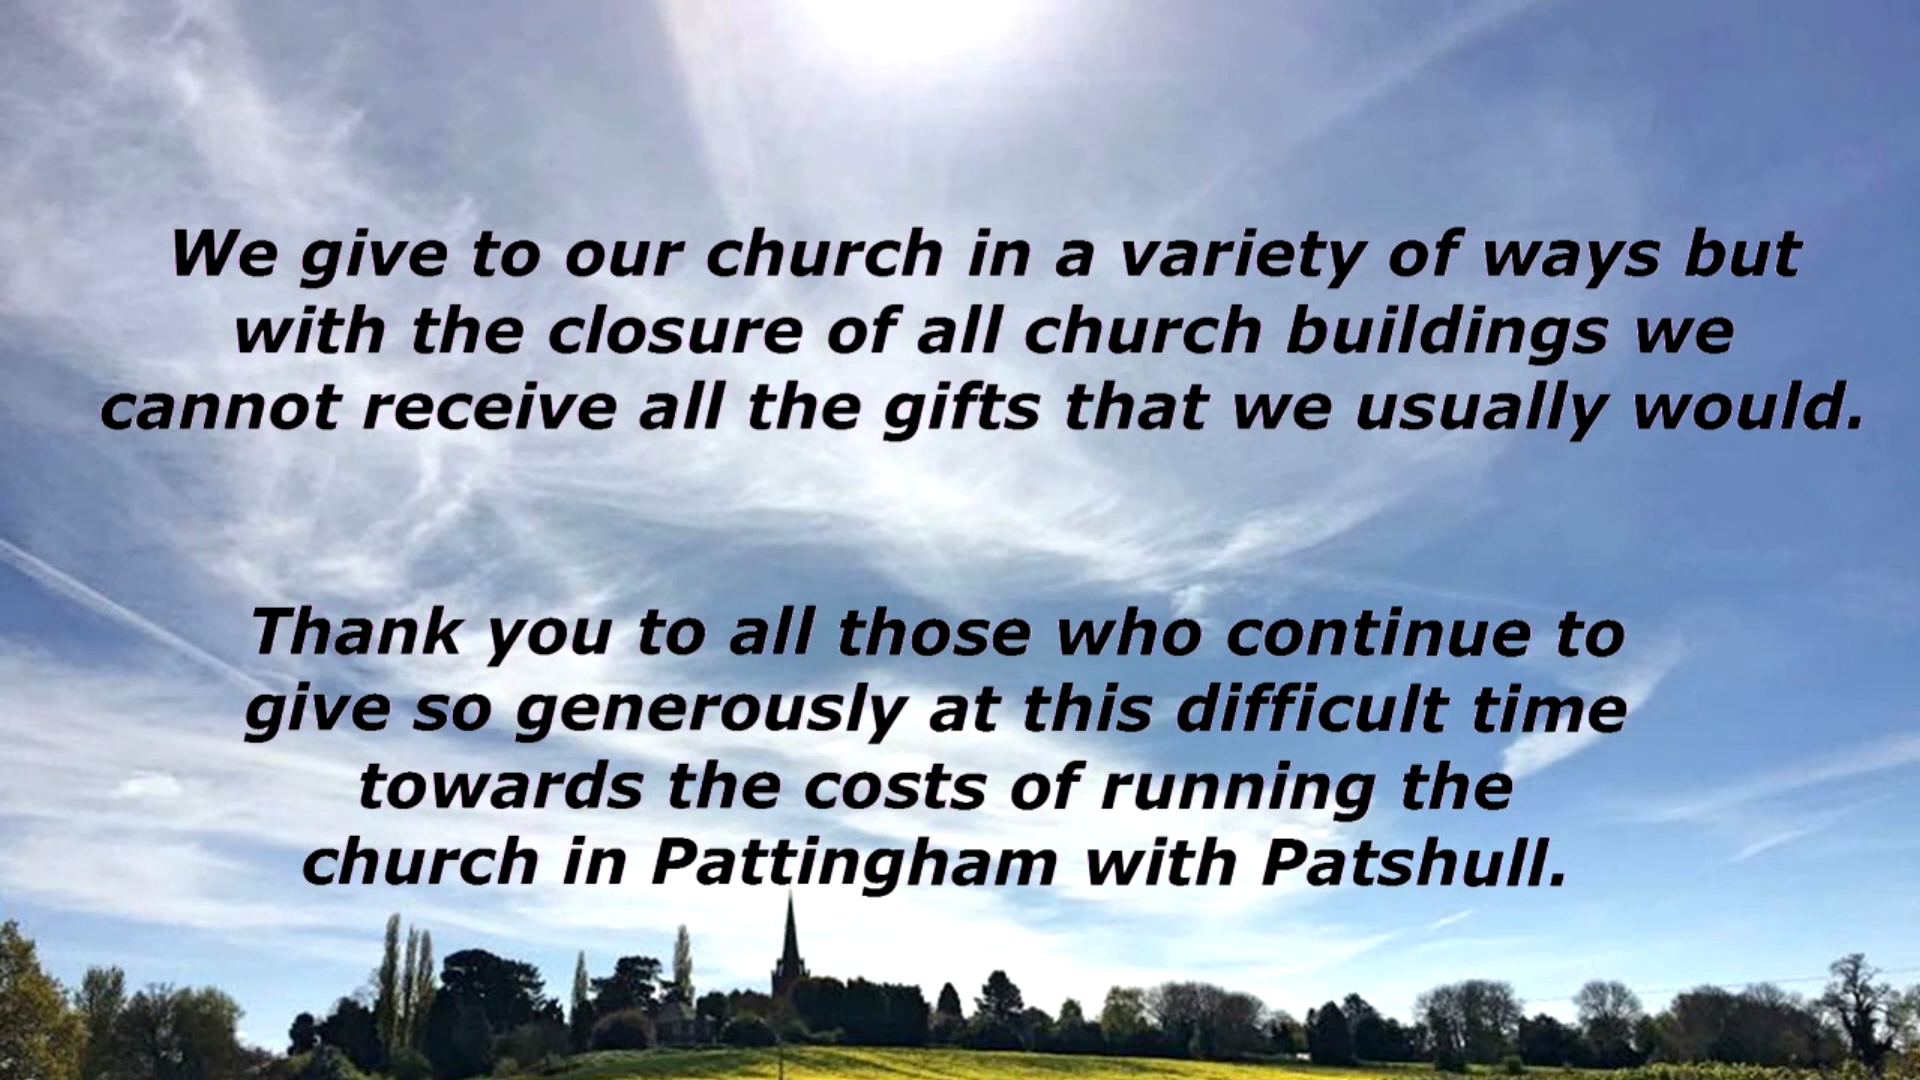 We give to our church in a variety of ways but
with the closure of all church buildings we
cannot receive all the gifts that we usually would.
Thank you to all those who continue to
give so generously at this difficult time
towards the costs of running the
church in Pattingham with Patshull.